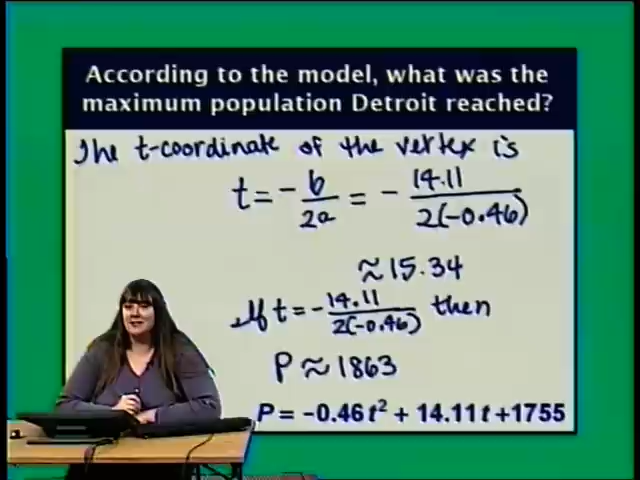 According to the model, what was the
maximum population Detroit reached?
The t-coordinate of the vertex is
t = - b/2a = - 14.11/2(-0.46)
≈ 15.34
If t = - 14.11/2(-0.46) then
P ≈ 1863
P = −0.46t² + 14.11t + 1755